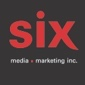 six
media + marketing inc.